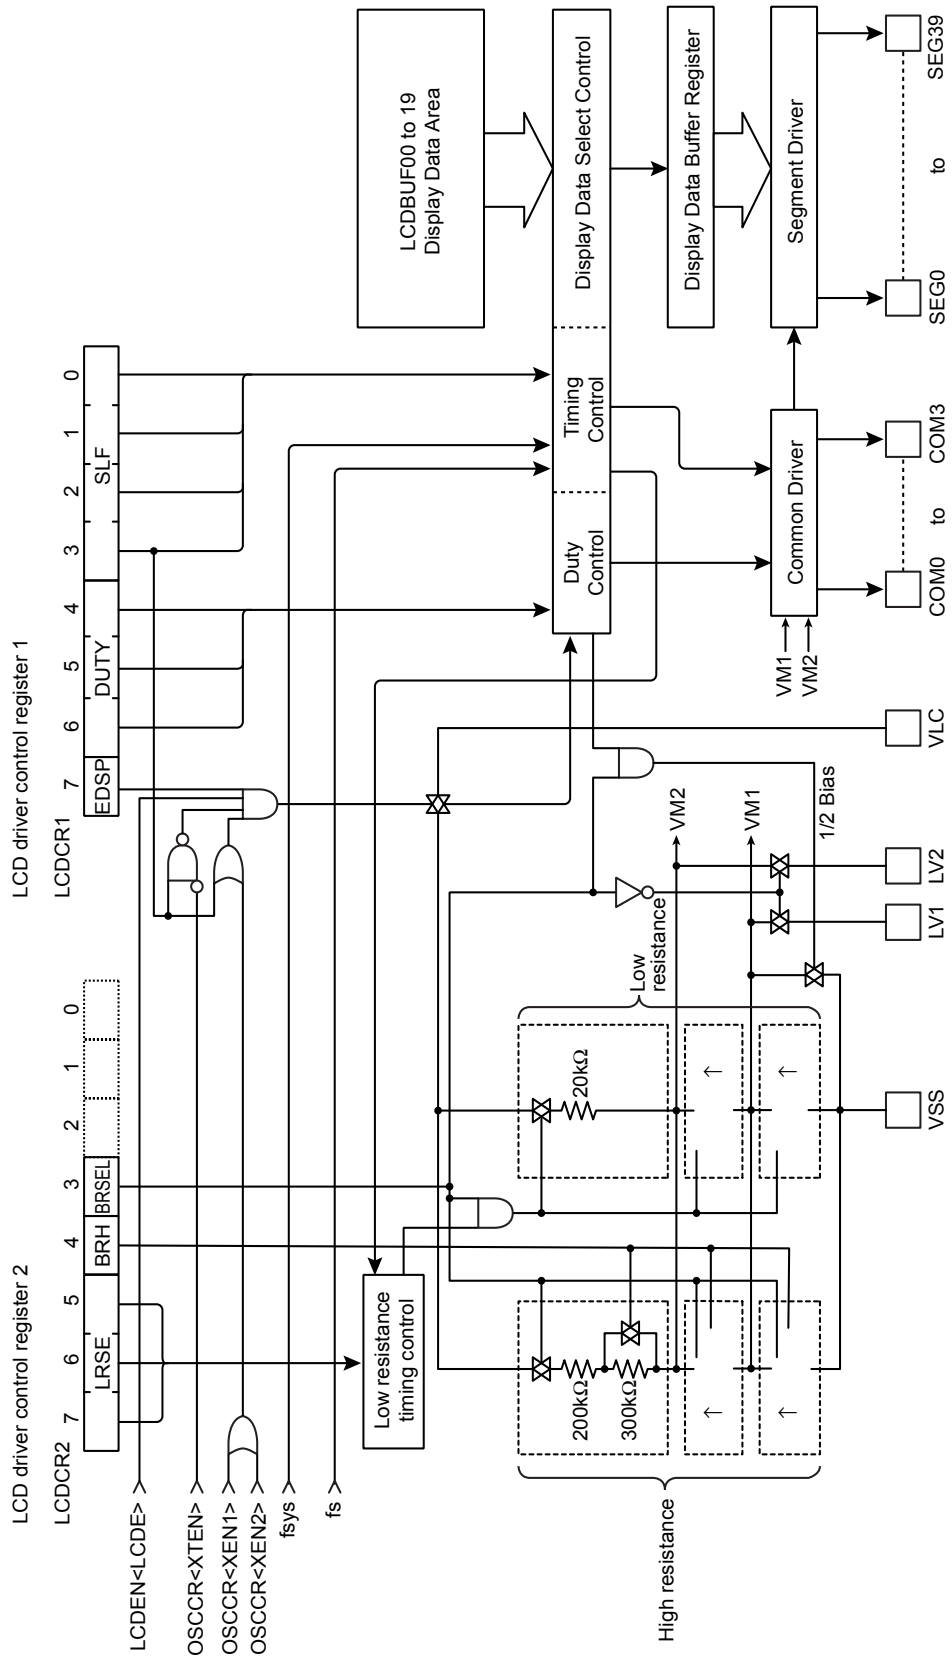 LCD driver control register 2
LCDCR2
7
6
5
4
3
2
1
0
LRSE
BRH
BRSEL
LCD driver control register 1
LCDCR1
7
6
5
4
3
2
1
0
EDSP
DUTY
SLF
LCDEN<LCDE>
OSCCR<XTEN>
OSCCR<XEN1>
OSCCR<XEN2>
fsys
fs
Low resistance
timing control
LCDBUF00 to 19
Display Data Area
Duty
Control
Timing
Control
Display Data Select Control
Display Data Buffer Register
High resistance
200kΩ
300kΩ
↑
↑
Low
resistance
20kΩ
↑
↑
VM2
VM1
1/2 Bias
VM1
VM2
Common Driver
Segment Driver
VSS
LV1
LV2
VLC
COM0
to
COM3
SEG0
to
SEG39